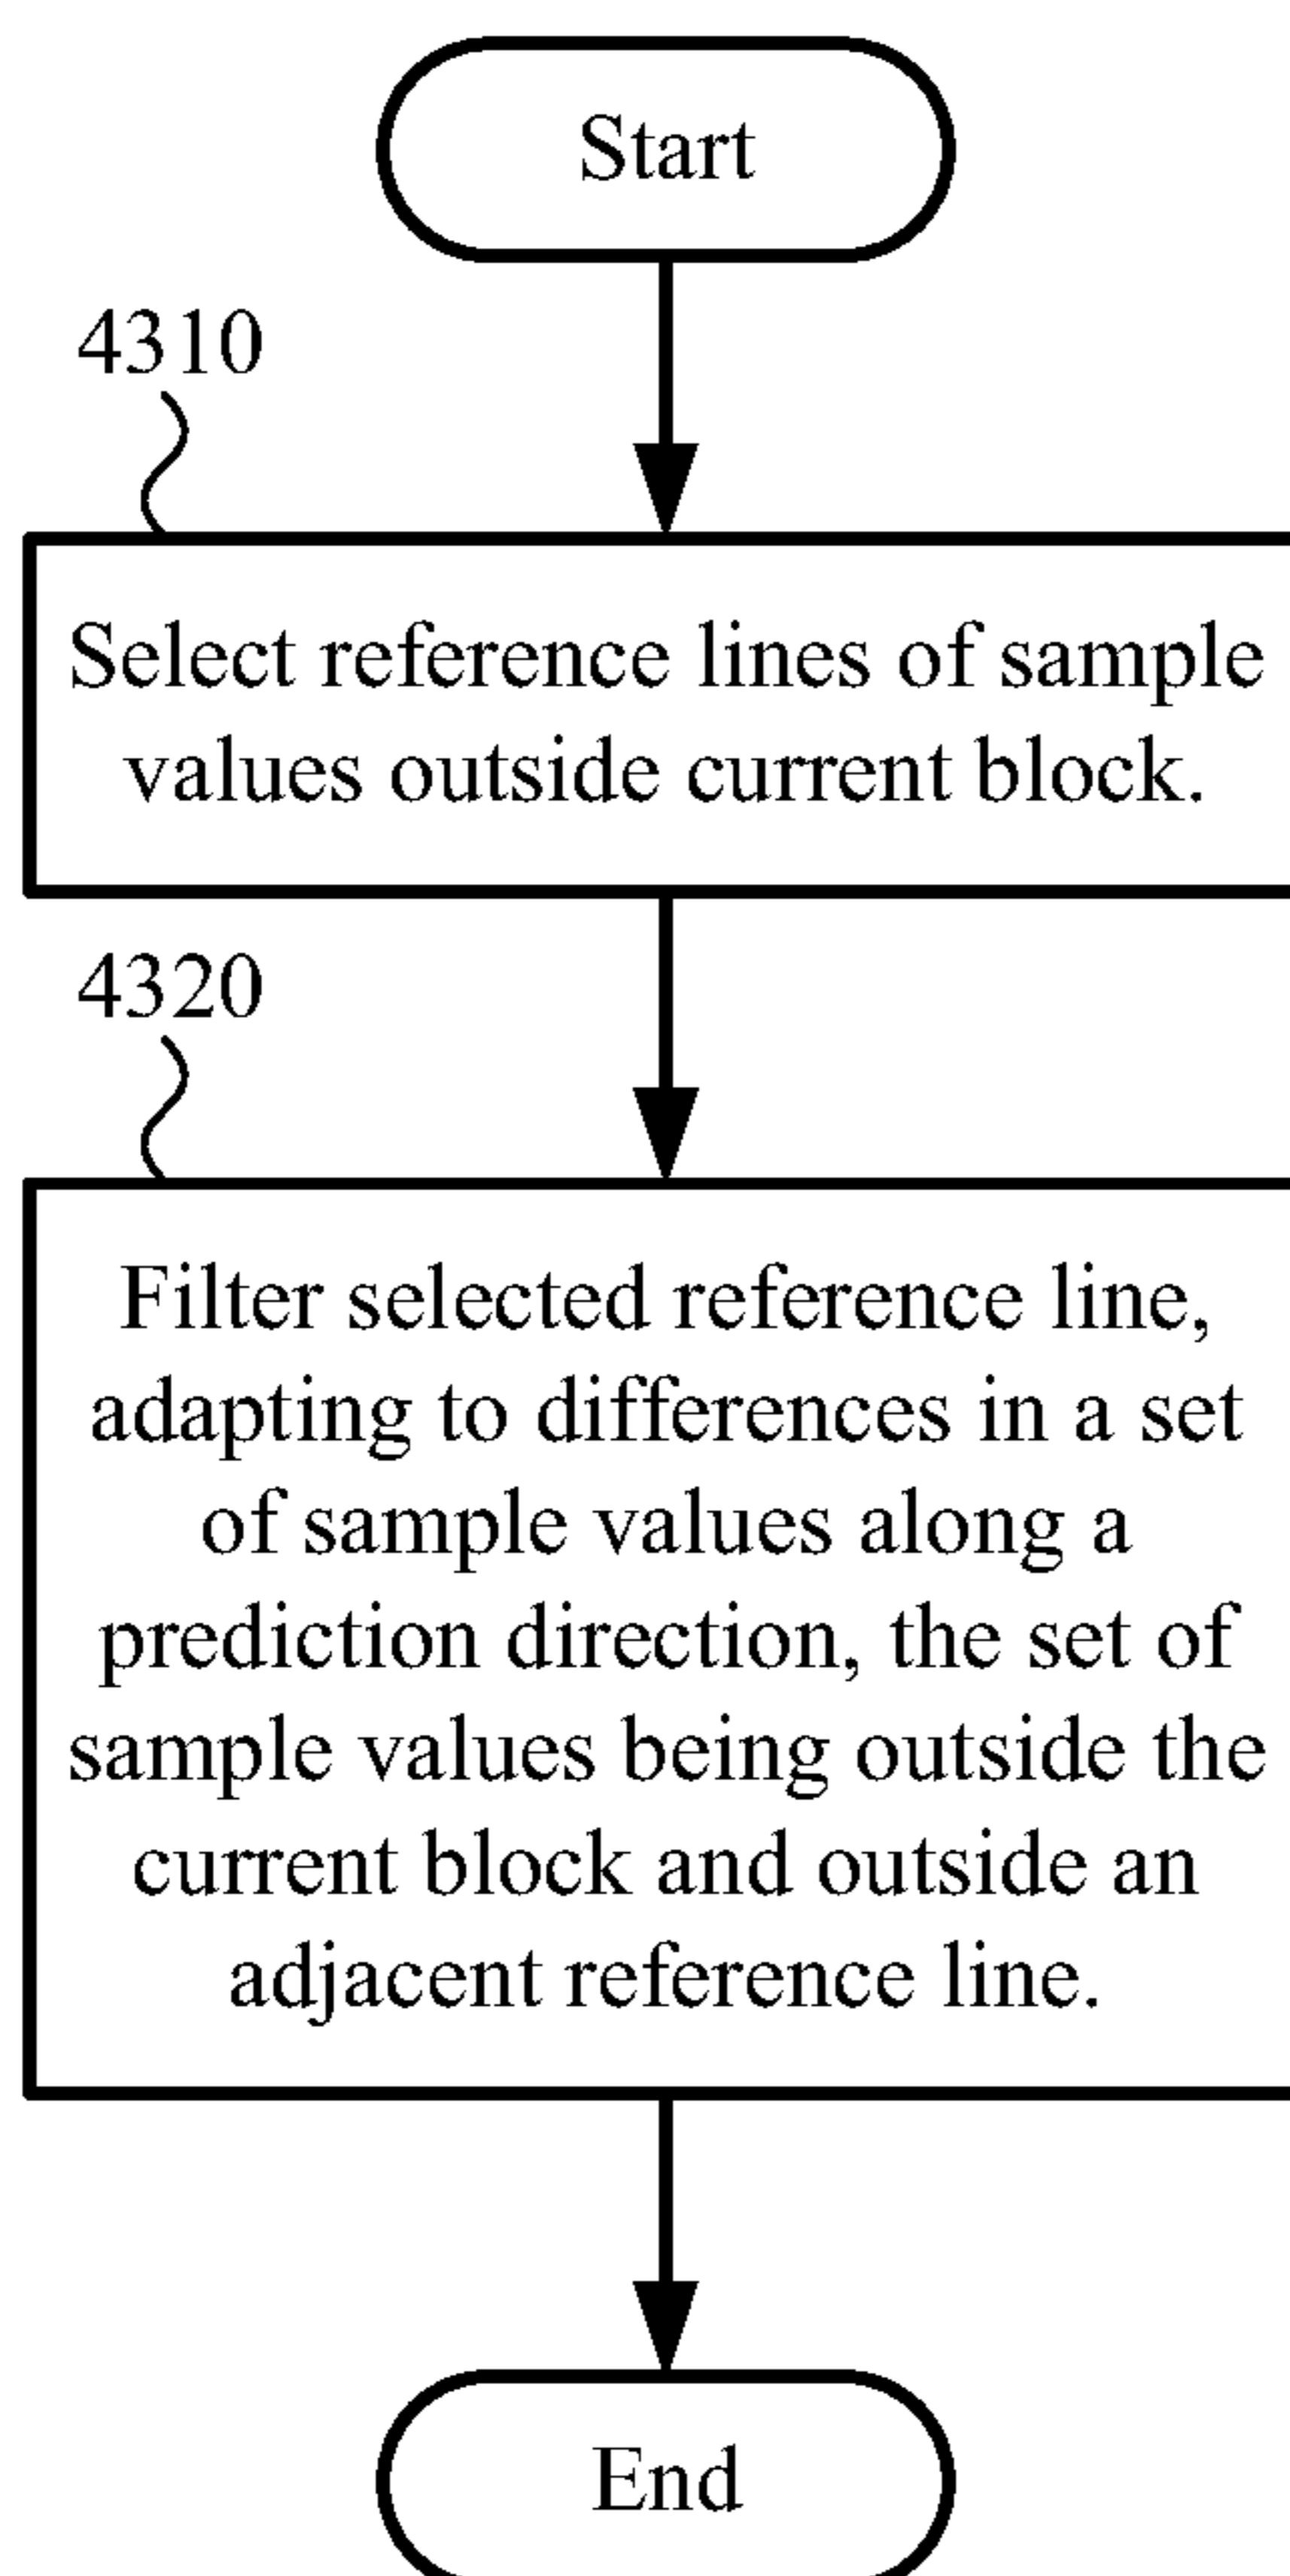 Start
4310
Select reference lines of sample
values outside current block.
4320
Filter selected reference line,
adapting to differences in a set
of sample values along a
prediction direction, the set of
sample values being outside the
current block and outside an
adjacent reference line.
End